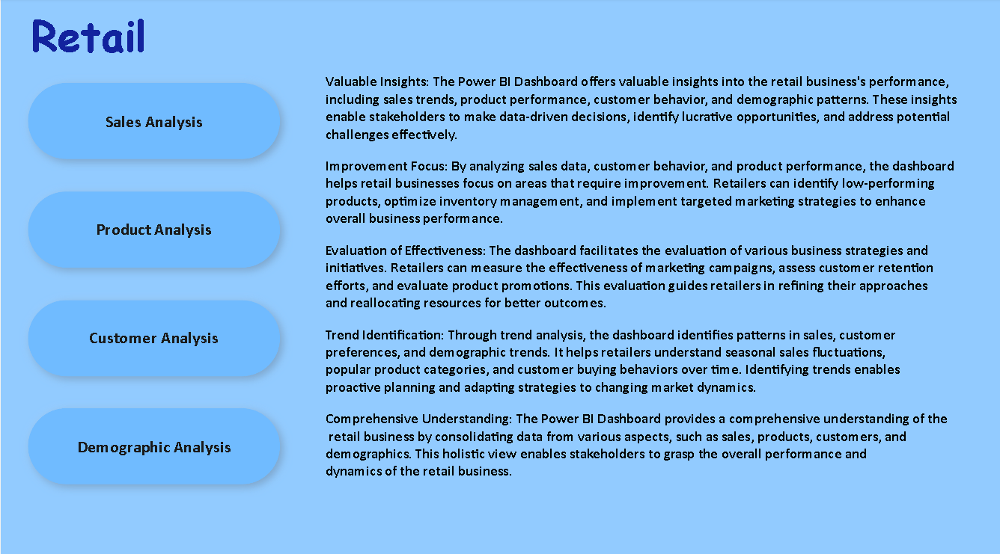 Retail
Sales Analysis
Product Analysis
Customer Analysis
Demographic Analysis
Valuable Insights: The Power BI Dashboard offers valuable insights into the retail business's performance,
including sales trends, product performance, customer behavior, and demographic patterns. These insights
enable stakeholders to make data-driven decisions, identify lucrative opportunities, and address potential
challenges effectively.
Improvement Focus: By analyzing sales data, customer behavior, and product performance, the dashboard
helps retail businesses focus on areas that require improvement. Retailers can identify low-performing
products, optimize inventory management, and implement targeted marketing strategies to enhance
overall business performance.
Evaluation of Effectiveness: The dashboard facilitates the evaluation of various business strategies and
initiatives. Retailers can measure the effectiveness of marketing campaigns, assess customer retention
efforts, and evaluate product promotions. This evaluation guides retailers in refining their approaches
and reallocating resources for better outcomes.
Trend Identification: Through trend analysis, the dashboard identifies patterns in sales, customer
preferences, and demographic trends. It helps retailers understand seasonal sales fluctuations,
popular product categories, and customer buying behaviors over time. Identifying trends enables
proactive planning and adapting strategies to changing market dynamics.
Comprehensive Understanding: The Power BI Dashboard provides a comprehensive understanding of the
retail business by consolidating data from various aspects, such as sales, products, customers, and
demographics. This holistic view enables stakeholders to grasp the overall performance and
dynamics of the retail business.